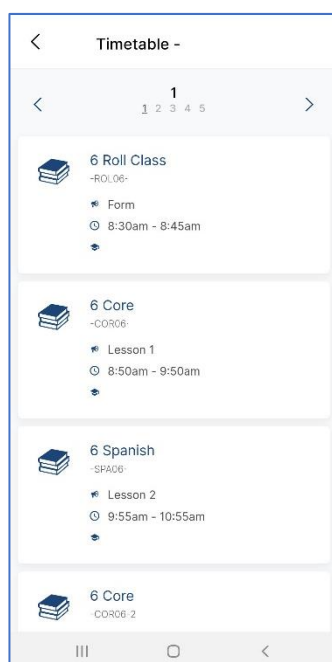 Timetable -
1
1 2 3 4 5
6 Roll Class
-ROL06-
Form
8:30am - 8:45am
6 Core
-COR06-
Lesson 1
8:50am - 9:50am
6 Spanish
-SPA06-
Lesson 2
9:55am - 10:55am
6 Core
-COR06-2